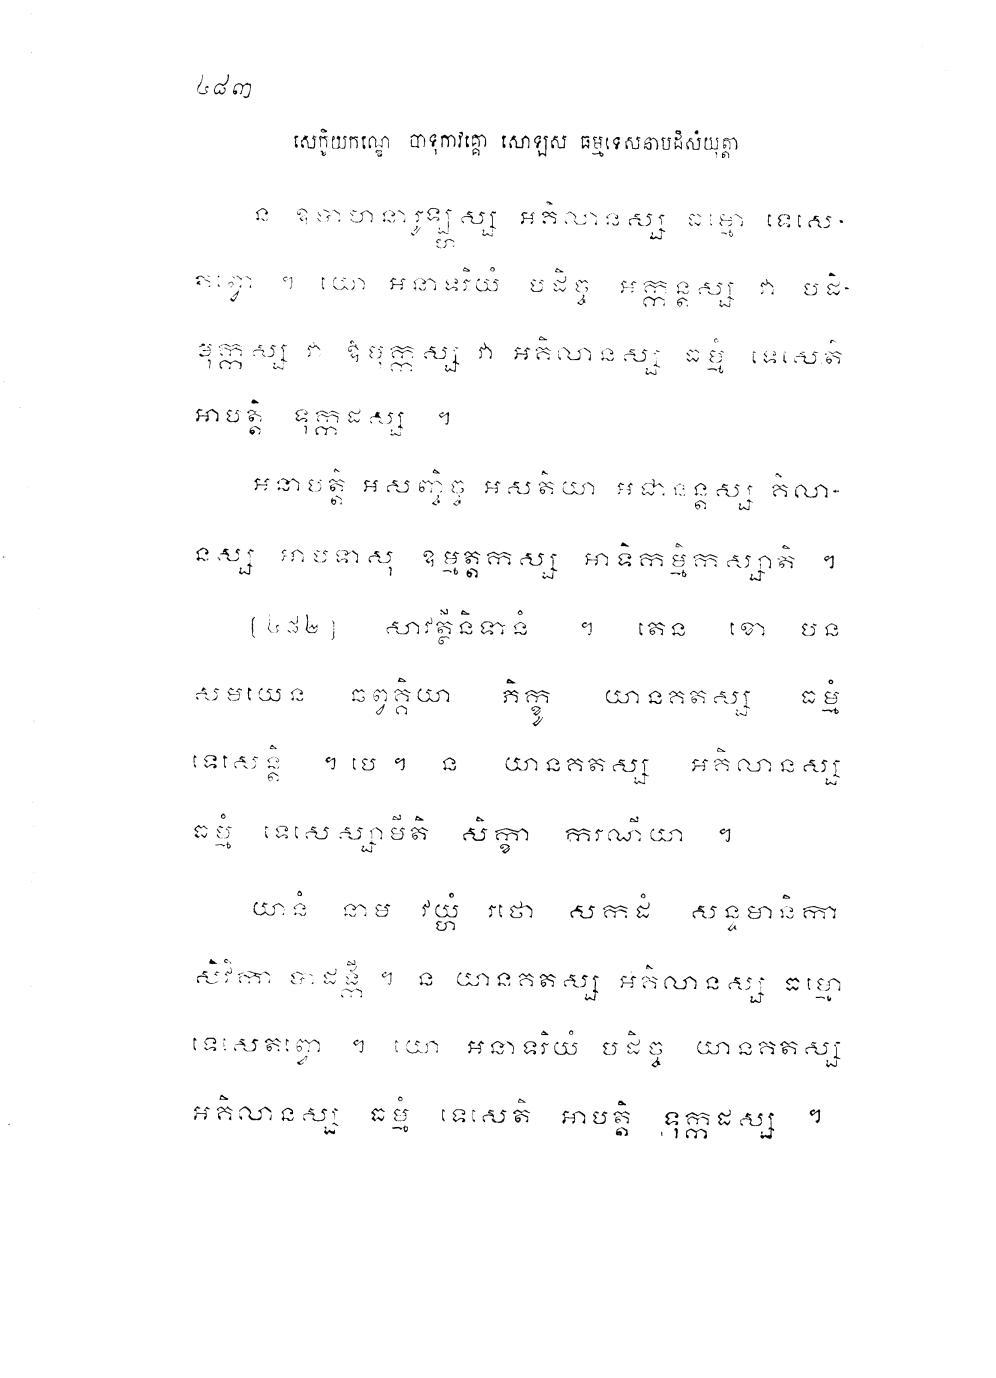 ៤៨៣
សេក្ខិយកណ្ឌេ បាទុកាវគ្គោ សោឡស ធម្មទេសនាបដិសំយុត្តា
ន ឧបាហនារូឡ្ហស្ស អគិលានស្ស ធម្មោ ទេសេ-
តព្វោ ។ យោ អនាទរិយំ បដិច្ច អក្កន្តស្ស វា បដិ-
មុក្កស្ស វា ឱមុក្កស្ស វា អគិលានស្ស ធម្មំ ទេសេតិ
អាបត្តិ ទុក្កដស្ស ។
អនាបត្តិ អសញ្ចិច្ច អសតិយា អជានន្តស្ស គិលា-
នស្ស អាបទាសុ ឧម្មត្តកស្ស អាទិកម្មិកស្សាតិ ។
[៤៨២] សាវត្ថីនិទានំ ។ តេន ខោ បន
សមយេន ឆព្វគ្គិយា ភិក្ខូ យានគតស្ស ធម្មំ
ទេសេន្តិ ។ បេ ។ ន យានគតស្ស អគិលានស្ស
ធម្មំ ទេសេស្សាមីតិ សិក្ខា ករណីយា ។
យានំ នាម វយ្ហំ រថោ សកដំ សន្ទមានិកា
សិវិកា បាដង្កី ។ ន យានគតស្ស អគិលានស្ស ធម្មោ
ទេសេតព្វោ ។ យោ អនាទរិយំ បដិច្ច យានគតស្ស
អគិលានស្ស ធម្មំ ទេសេតិ អាបត្តិ ទុក្កដស្ស ។